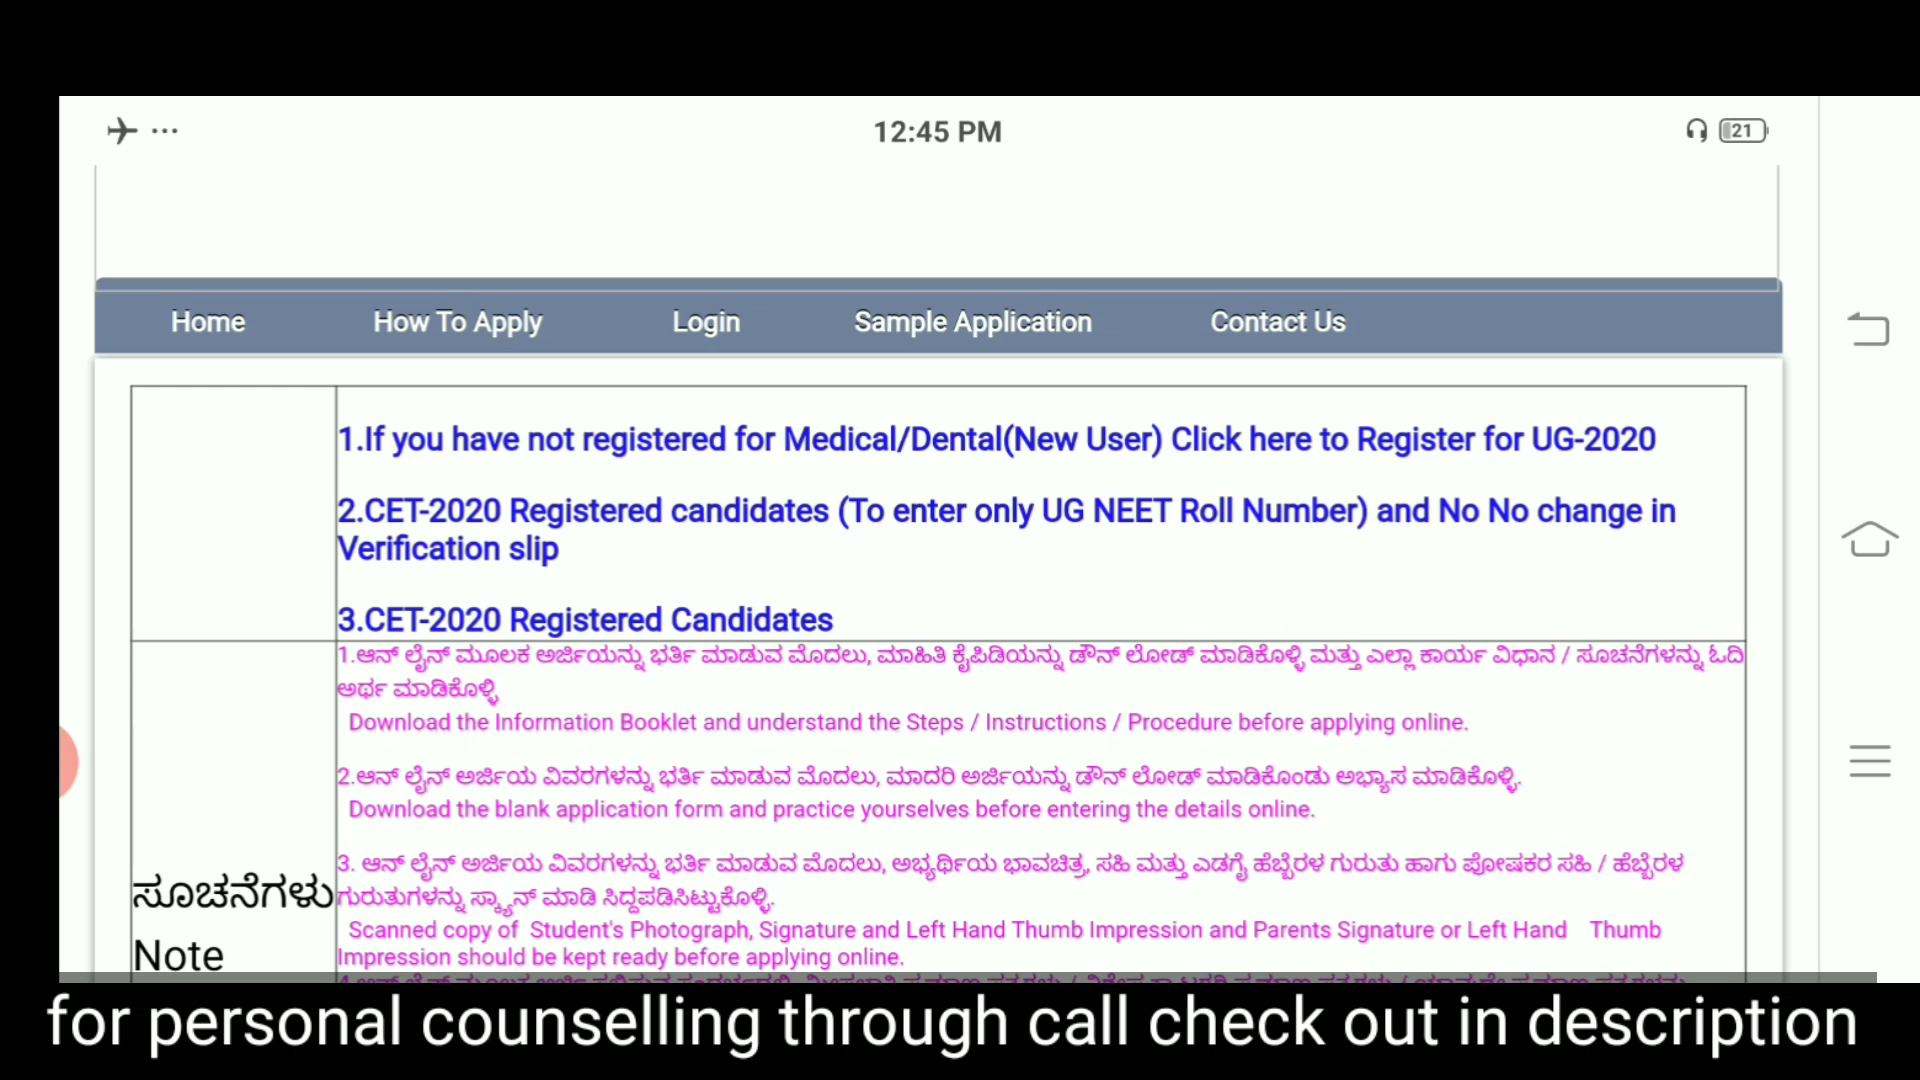 12:45 PM
21
Home How To Apply Login Sample Application Contact Us
1.If you have not registered for Medical/Dental(New User) Click here to Register for UG-2020
2.CET-2020 Registered candidates (To enter only UG NEET Roll Number) and No No change in
Verification slip
3.CET-2020 Registered Candidates
1.ಆನ್ ಲೈನ್ ಮೂಲಕ ಅರ್ಜಿಯನ್ನು ಭರ್ತಿ ಮಾಡುವ ಮೊದಲು, ಮಾಹಿತಿ ಕೈಪಿಡಿಯನ್ನು ಡೌನ್ ಲೋಡ್ ಮಾಡಿಕೊಳ್ಳಿ ಮತ್ತು ಎಲ್ಲಾ ಕಾರ್ಯ ವಿಧಾನ / ಸೂಚನೆಗಳನ್ನು ಓದಿ
ಅರ್ಥ ಮಾಡಿಕೊಳ್ಳಿ
Download the Information Booklet and understand the Steps / Instructions / Procedure before applying online.
2.ಆನ್ ಲೈನ್ ಅರ್ಜಿಯ ವಿವರಗಳನ್ನು ಭರ್ತಿ ಮಾಡುವ ಮೊದಲು, ಮಾದರಿ ಅರ್ಜಿಯನ್ನು ಡೌನ್ ಲೋಡ್ ಮಾಡಿಕೊಂಡು ಅಭ್ಯಾಸ ಮಾಡಿಕೊಳ್ಳಿ.
Download the blank application form and practice yourselves before entering the details online.
3. ಆನ್ ಲೈನ್ ಅರ್ಜಿಯ ವಿವರಗಳನ್ನು ಭರ್ತಿ ಮಾಡುವ ಮೊದಲು, ಅಭ್ಯರ್ಥಿಯ ಭಾವಚಿತ್ರ, ಸಹಿ ಮತ್ತು ಎಡಗೈ ಹೆಬ್ಬೆರಳ ಗುರುತು ಹಾಗು ಪೋಷಕರ ಸಹಿ / ಹೆಬ್ಬೆರಳ
ಗುರುತುಗಳನ್ನು ಸ್ಕ್ಯಾನ್ ಮಾಡಿ ಸಿದ್ದಪಡಿಸಿಟ್ಟುಕೊಳ್ಳಿ.
Scanned copy of Student's Photograph, Signature and Left Hand Thumb Impression and Parents Signature or Left Hand Thumb
Impression should be kept ready before applying online.
ಸೂಚನೆಗಳು
Note
for personal counselling through call check out in description